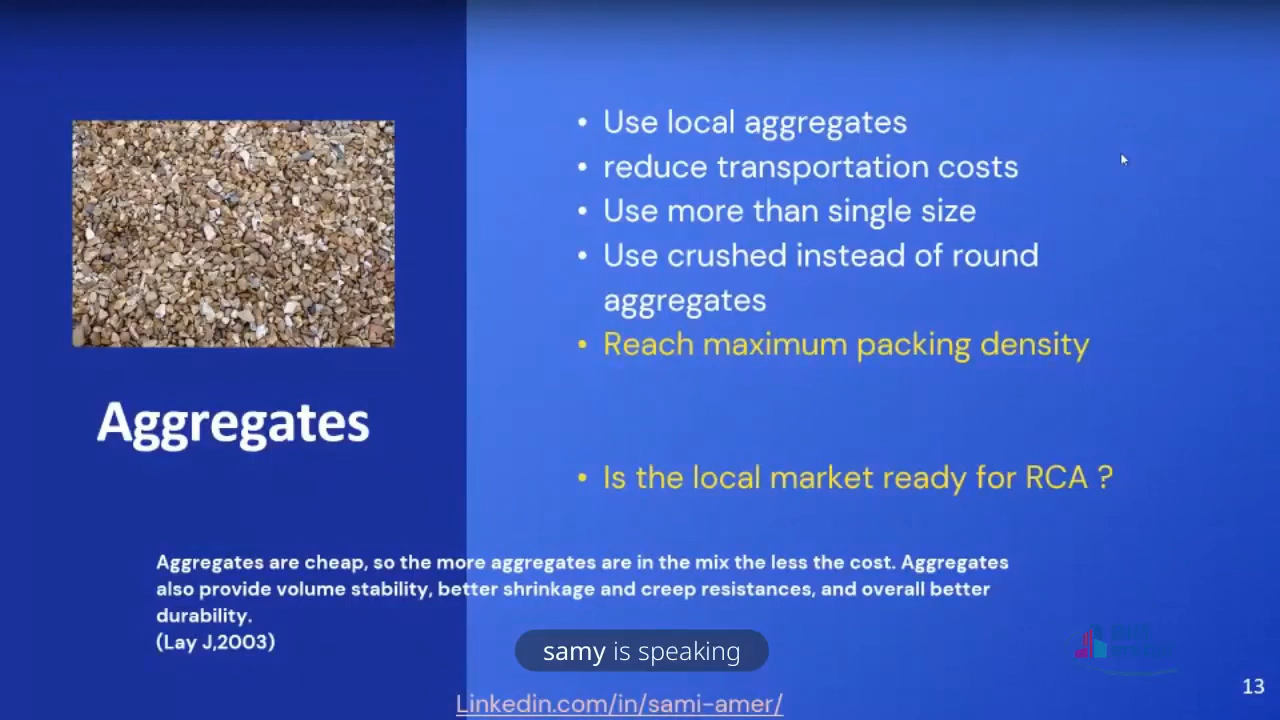 Use local aggregates
reduce transportation costs
Use more than single size
Use crushed instead of round
aggregates
Reach maximum packing density
Aggregates
Is the local market ready for RCA ?
Aggregates are cheap, so the more aggregates are in the mix the less the cost. Aggregates
also provide volume stability, better shrinkage and creep resistances, and overall better
durability.
(Lay J,2003)
samy is speaking
Linkedin.com/in/sami-amer/
13